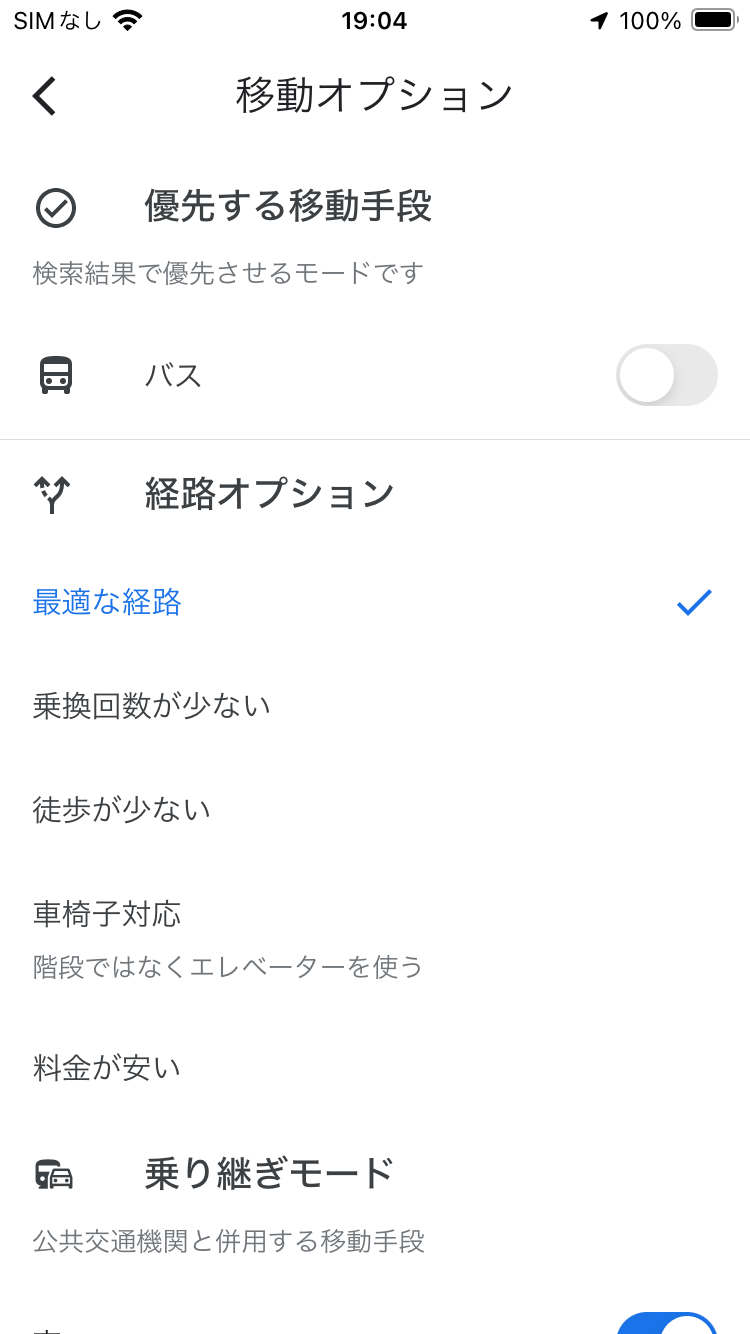 SIMなし 19:04 100%
移動オプション
優先する移動手段
検索結果で優先させるモードです
バス
経路オプション
最適な経路
乗換回数が少ない
徒歩が少ない
車椅子対応
階段ではなくエレベーターを使う
料金が安い
乗り継ぎモード
公共交通機関と併用する移動手段